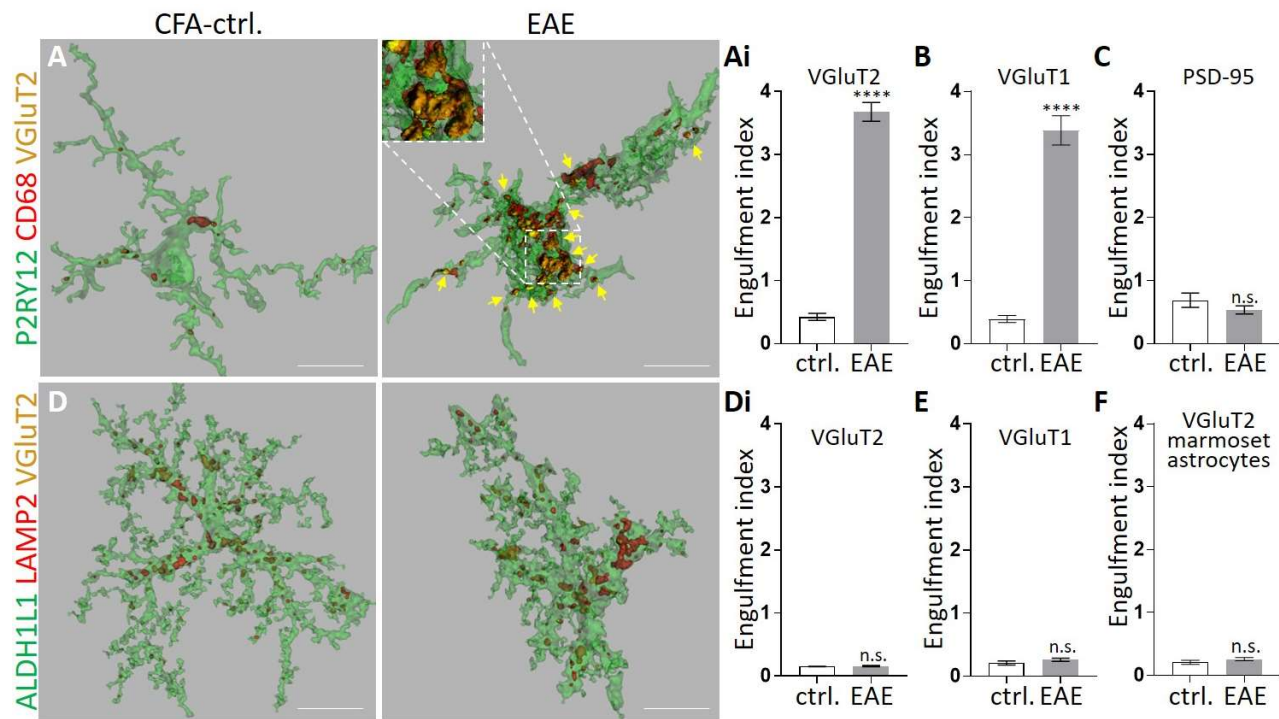 CFA-ctrl.
EAE
P2RY12 CD68 VGluT2
A
Ai
VGluT2
****
Engulfment index
4
3
2
1
0
ctrl. EAE
B
VGluT1
****
Engulfment index
4
3
2
1
0
ctrl. EAE
C
PSD-95
n.s.
Engulfment index
4
3
2
1
0
ctrl. EAE
ALDH1L1 LAMP2 VGluT2
D
Di
VGluT2
n.s.
Engulfment index
4
3
2
1
0
ctrl. EAE
E
VGluT1
n.s.
Engulfment index
4
3
2
1
0
ctrl. EAE
F
VGluT2
marmoset
astrocytes
n.s.
Engulfment index
4
3
2
1
0
ctrl. EAE